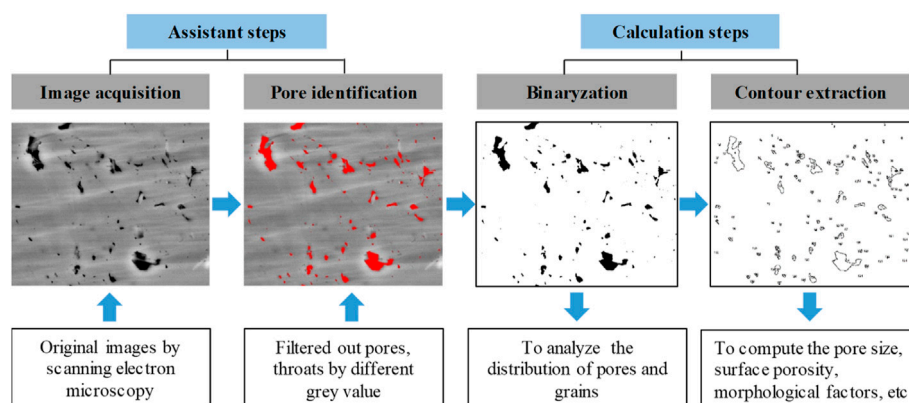 Assistant steps
Calculation steps
Image acquisition
Pore identification
Binaryzation
Contour extraction
Original images by
scanning electron
microscopy
Filtered out pores,
throats by different
grey value
To analyze the
distribution of pores and
grains
To compute the pore size,
surface porosity,
morphological factors, etc